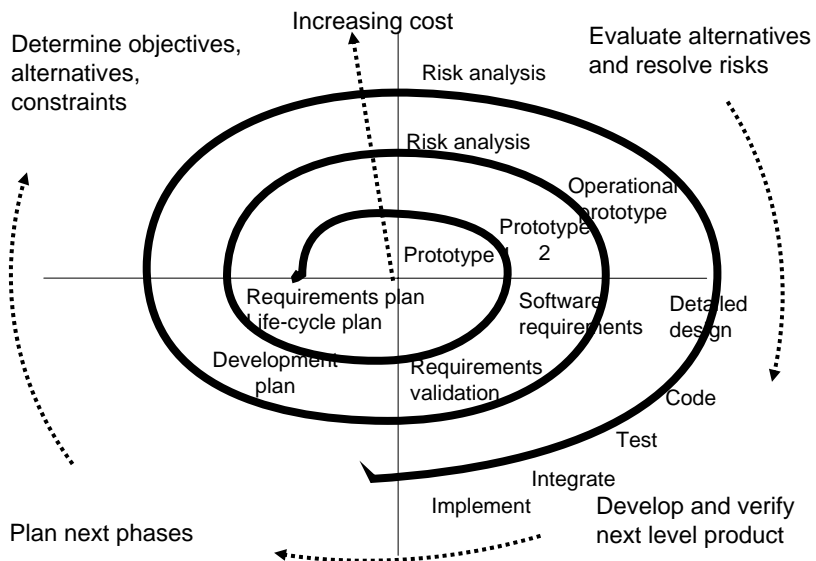 Increasing cost
Determine objectives,
alternatives,
constraints
Evaluate alternatives
and resolve risks
Risk analysis
Risk analysis
Operational
prototype
Prototype
2
Prototype 1
Requirements plan
Life-cycle plan
Software
requirements
Detailed
design
Development
plan
Requirements
validation
Code
Test
Integrate
Implement
Develop and verify
next level product
Plan next phases